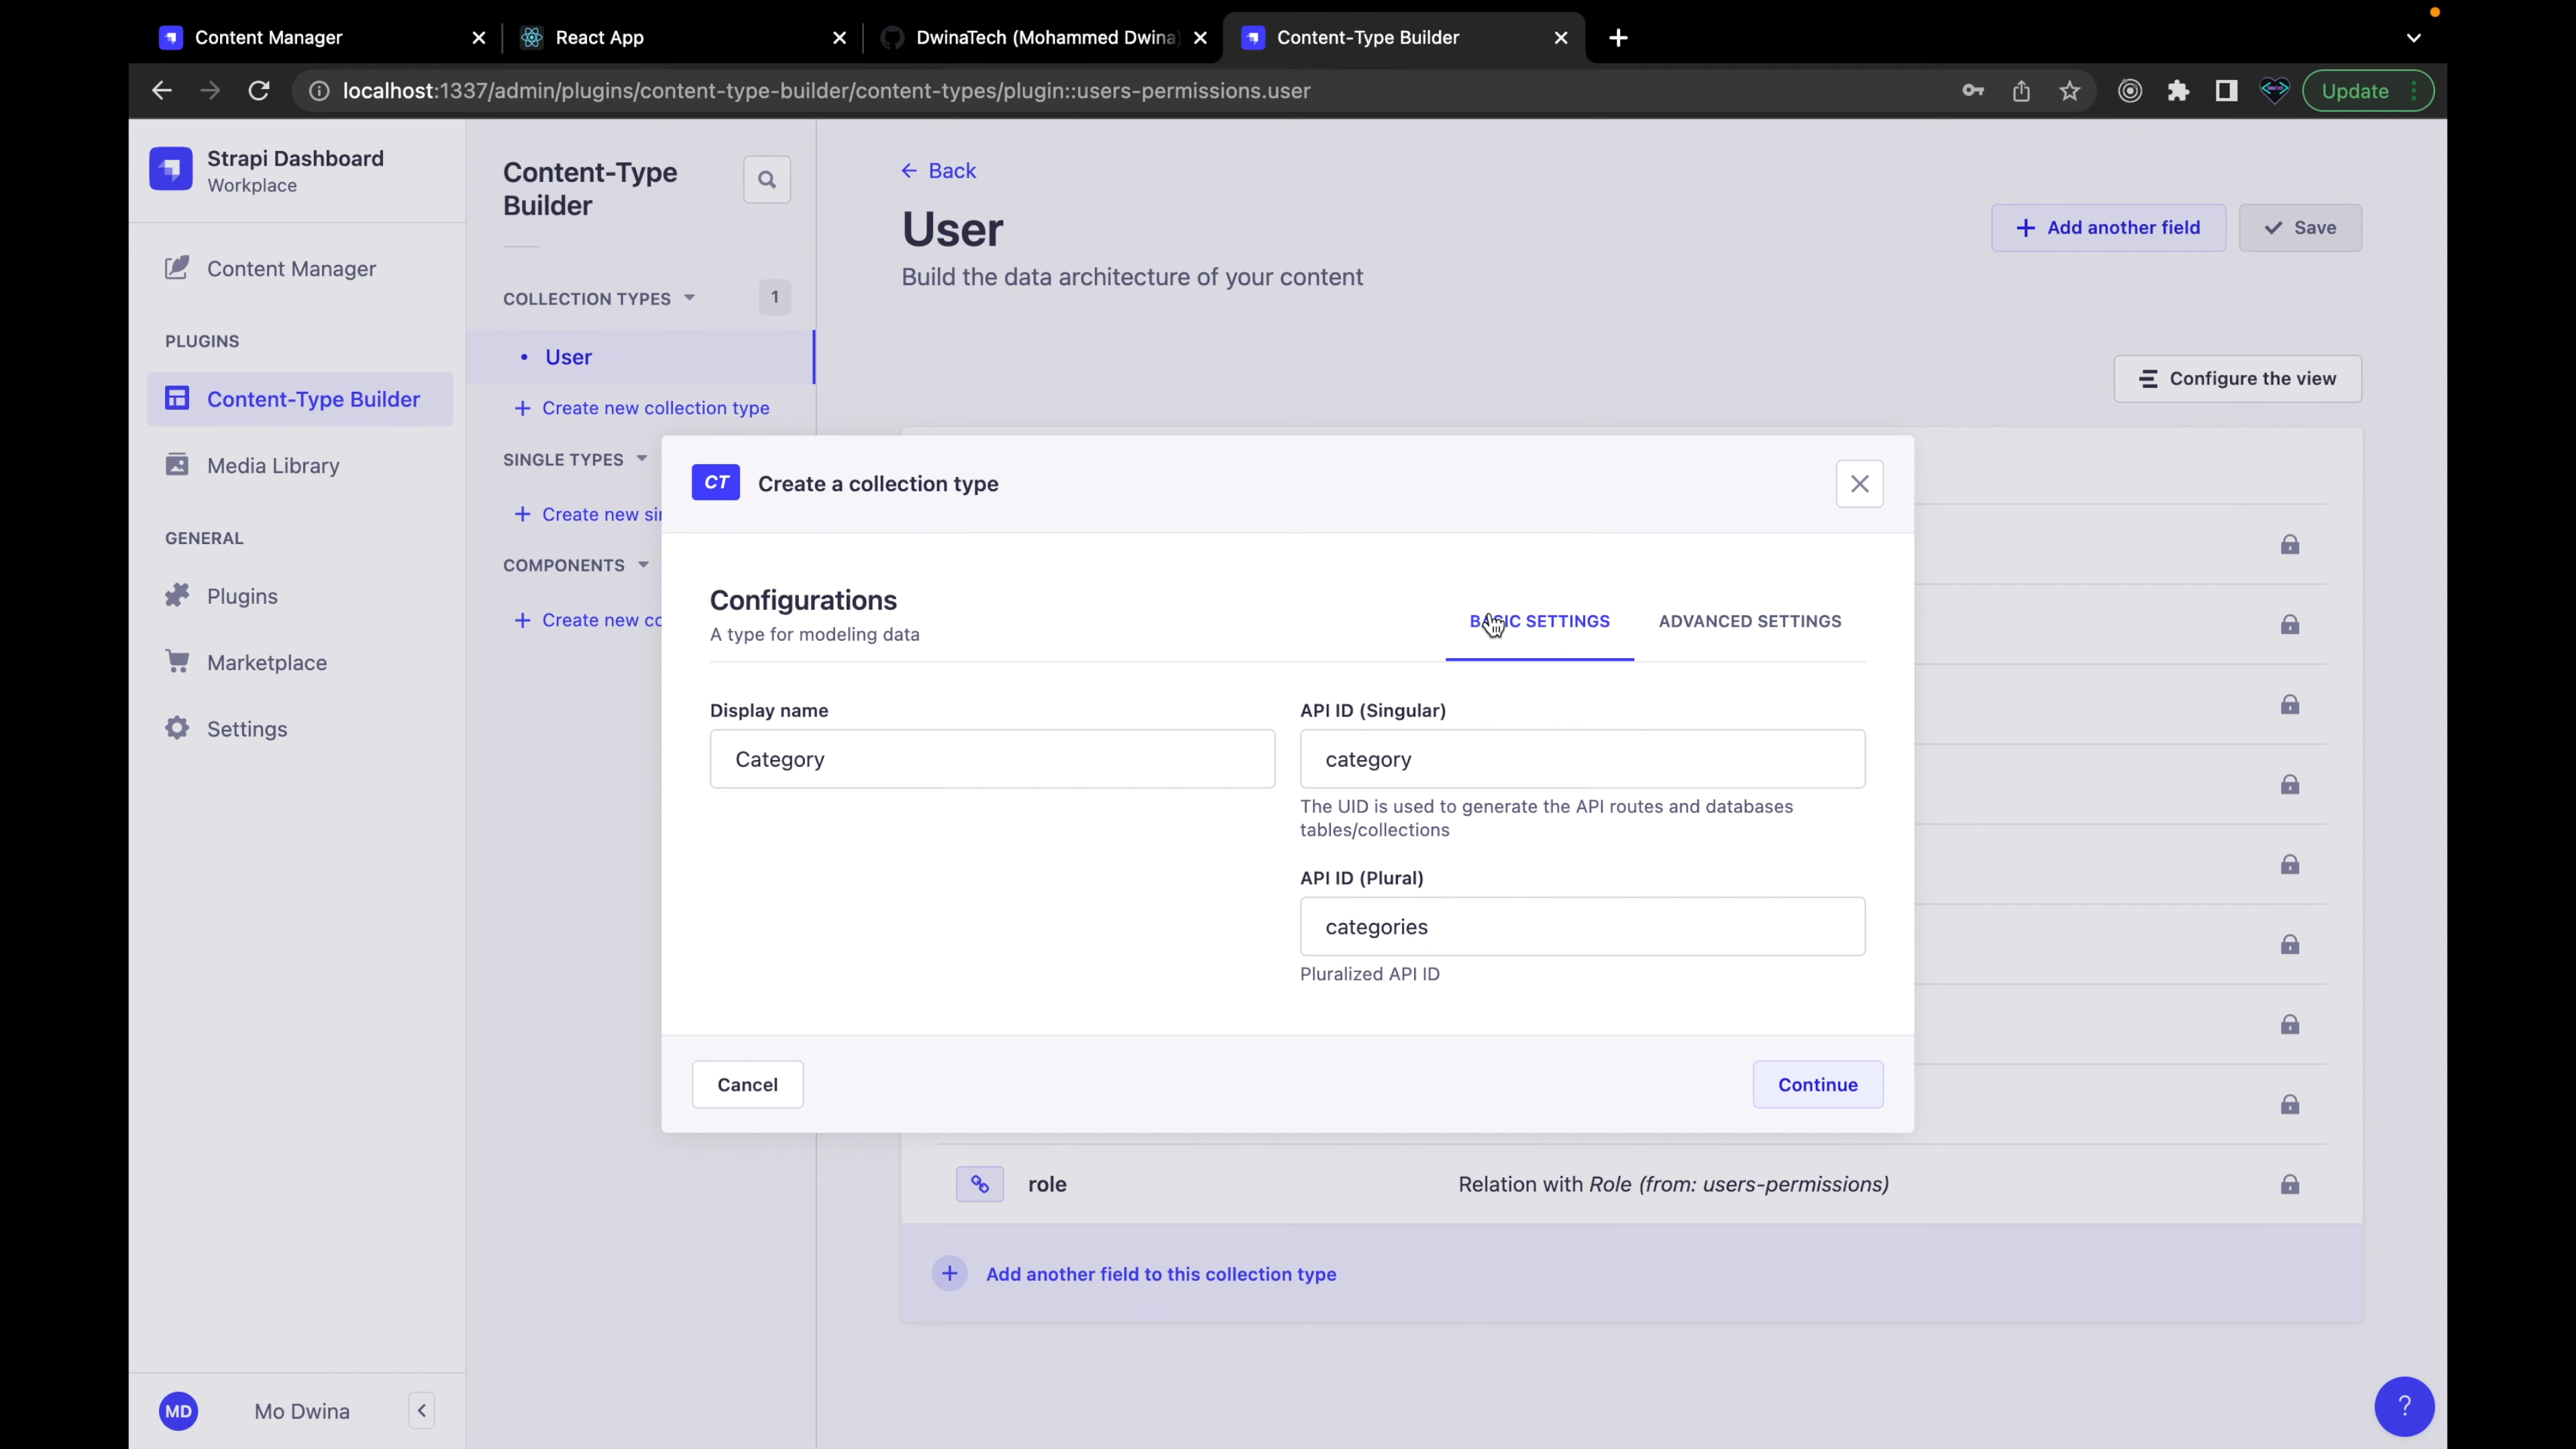 Content Manager
React App
DwinaTech (Mohammed Dwina)
Content-Type Builder
localhost:1337/admin/plugins/content-type-builder/content-types/plugin::users-permissions.user
Update
Strapi Dashboard
Workplace
Content Manager
PLUGINS
Content-Type Builder
Media Library
GENERAL
Plugins
Marketplace
Settings
MD
Mo Dwina
Content-Type
Builder
COLLECTION TYPES
1
User
Create new collection type
SINGLE TYPES
Create new
COMPONENTS
Create new
Back
User
Build the data architecture of your content
Add another field
Save
Configure the view
CT
Create a collection type
Configurations
A type for modeling data
BASIC SETTINGS
ADVANCED SETTINGS
Display name
Category
API ID (Singular)
category
The UID is used to generate the API routes and databases
tables/collections
API ID (Plural)
categories
Pluralized API ID
Cancel
Continue
role
Relation with Role (from: users-permissions)
Add another field to this collection type
?